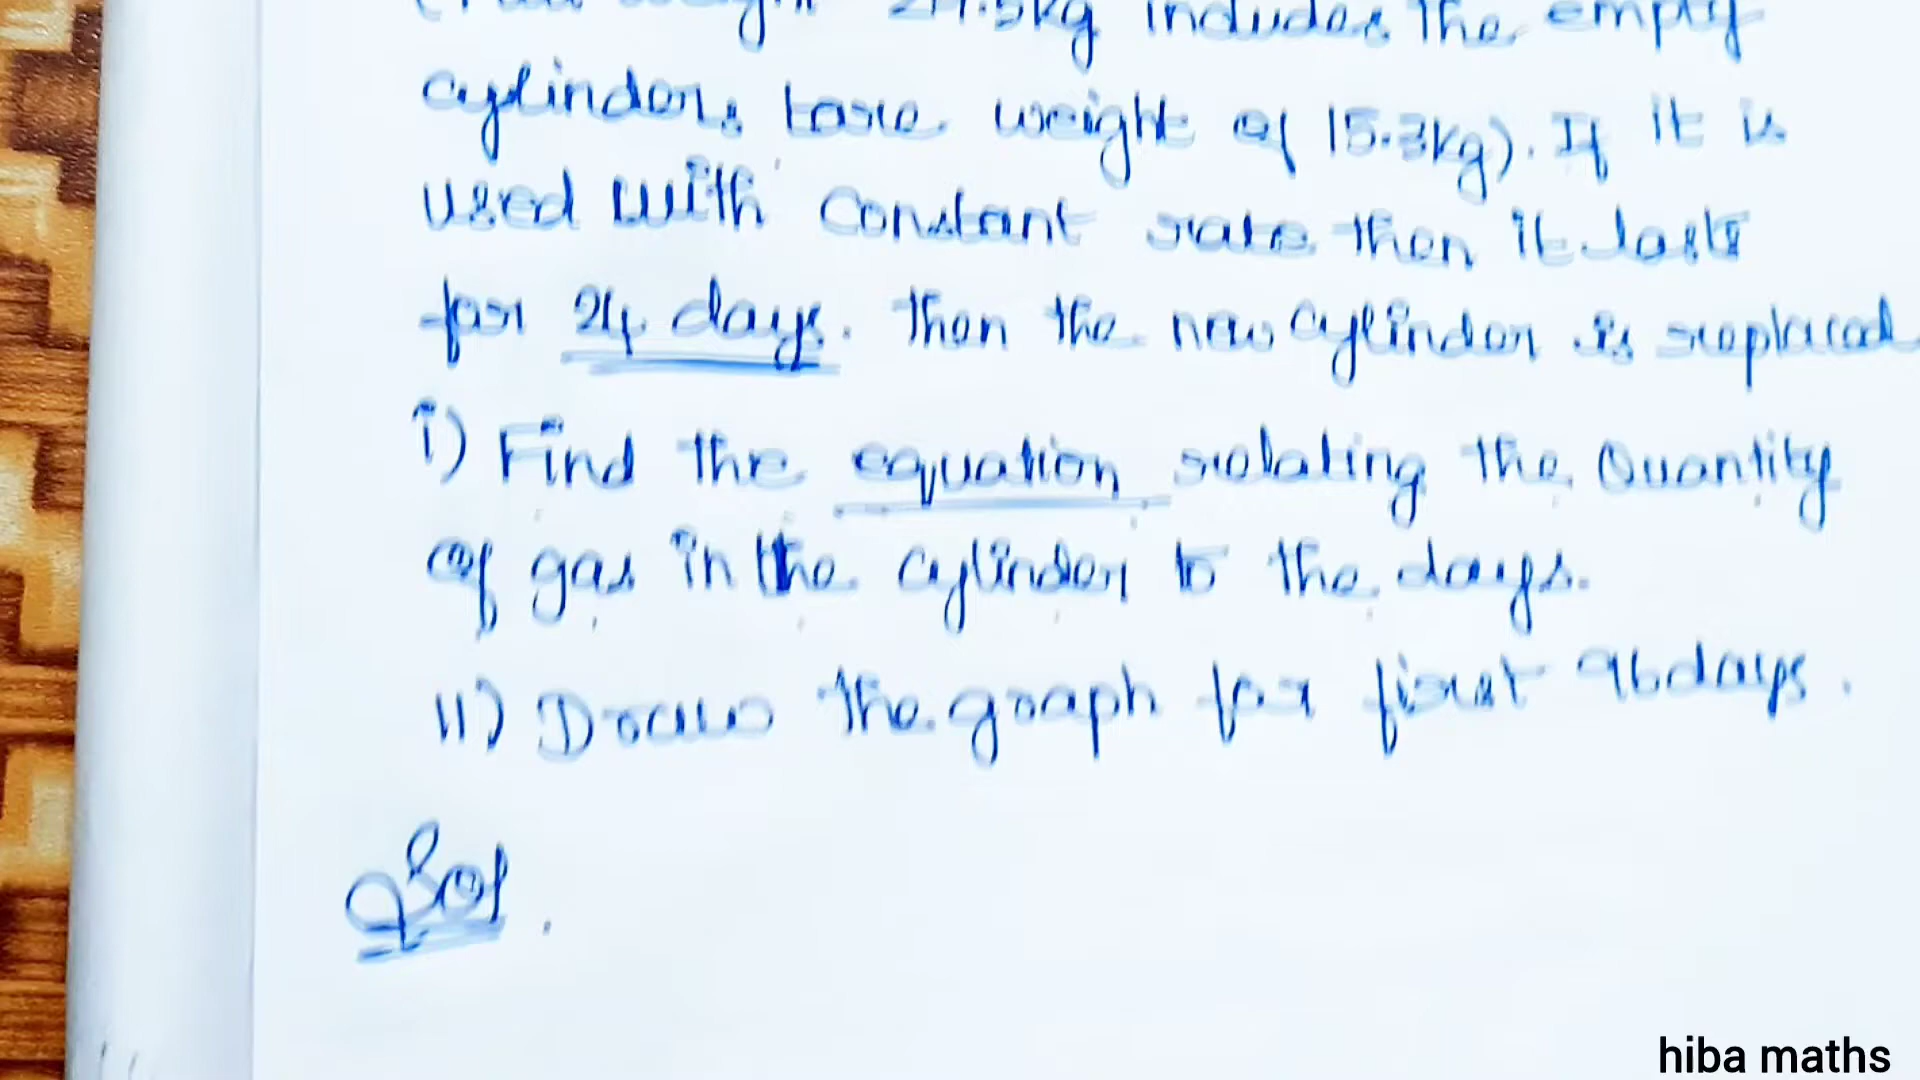 includes the empty
cylinders tare weight of 15.3kg). If it is
used with constant rate then it lasts
for 24 days. then the new cylinder is replaced
i) Find the equation relating the Quantity
of gas in the cylinder to the days.
ii) Draw the graph for first 96 days.
Sol.
hiba maths